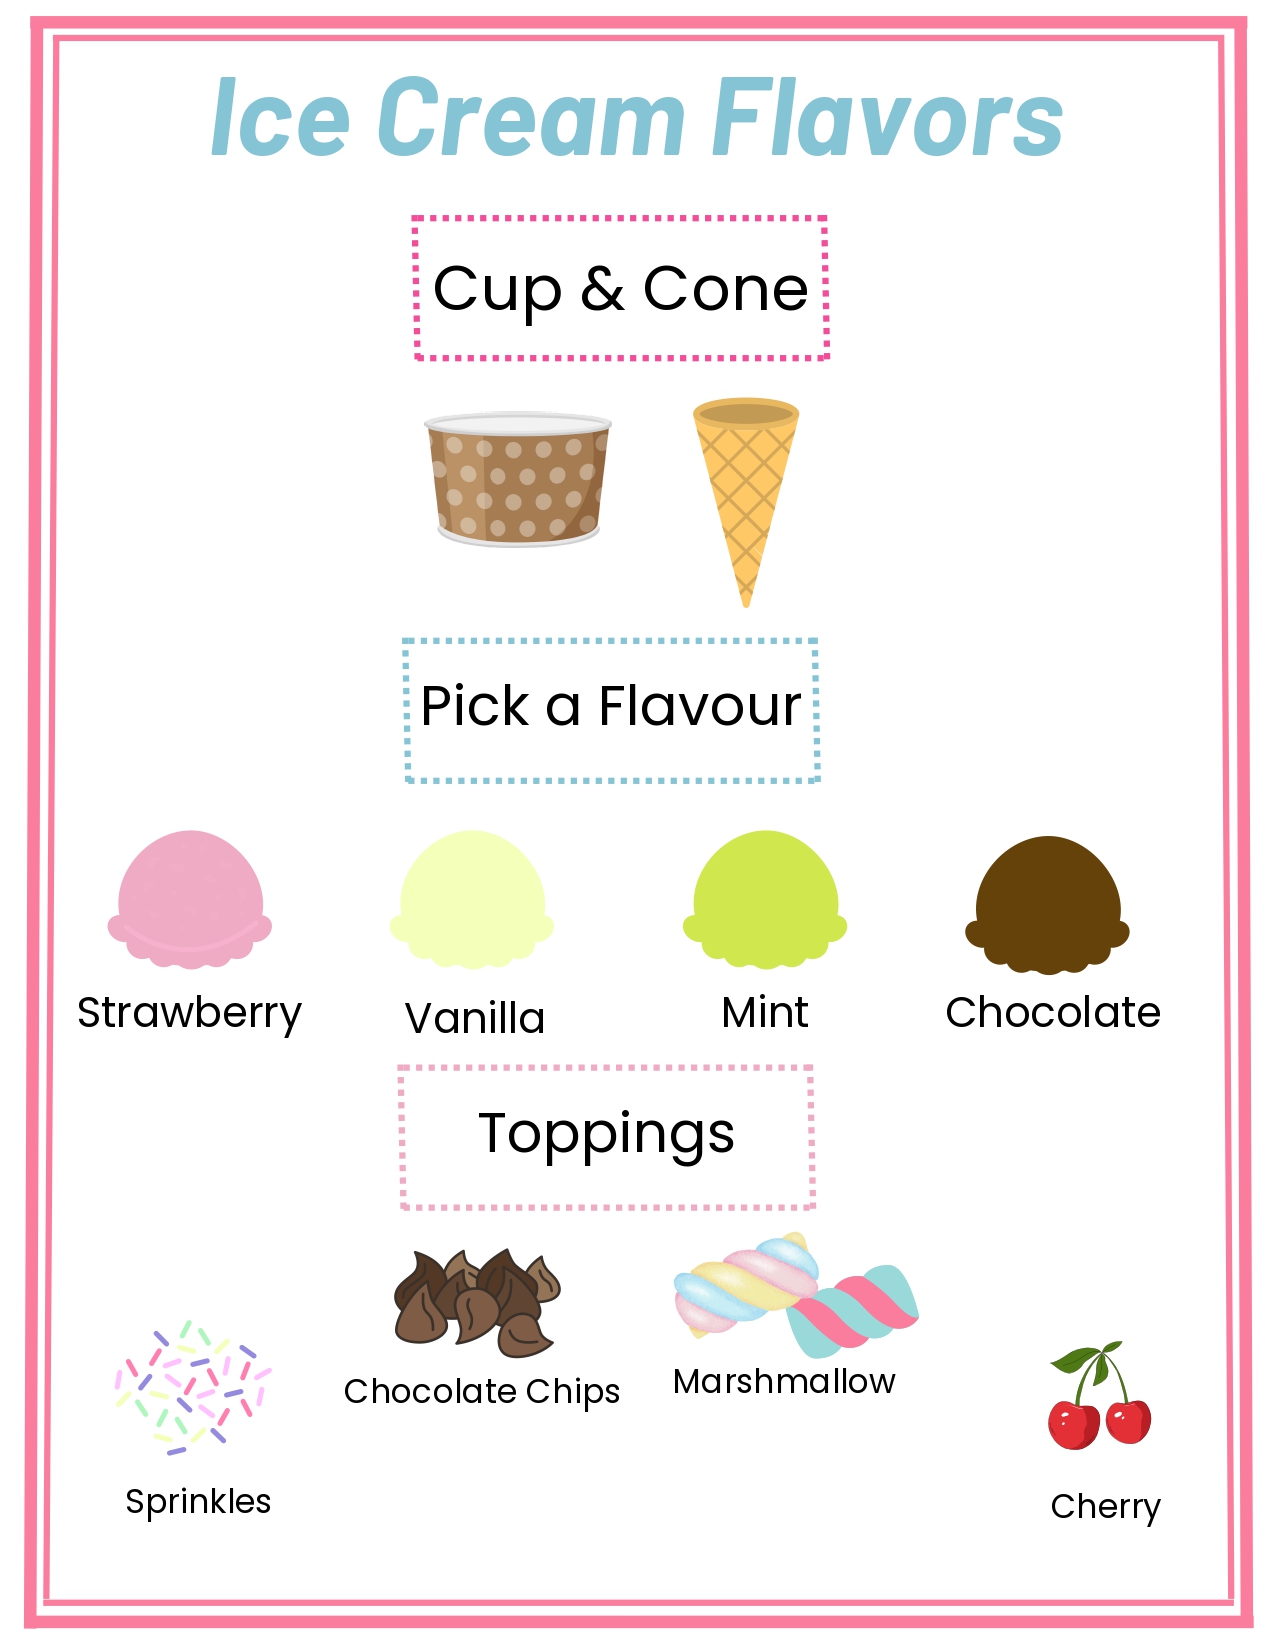 Ice Cream Flavors
Cup & Cone
Pick a Flavour
Strawberry
Vanilla
Mint
Chocolate
Toppings
Chocolate Chips
Marshmallow
Sprinkles
Cherry